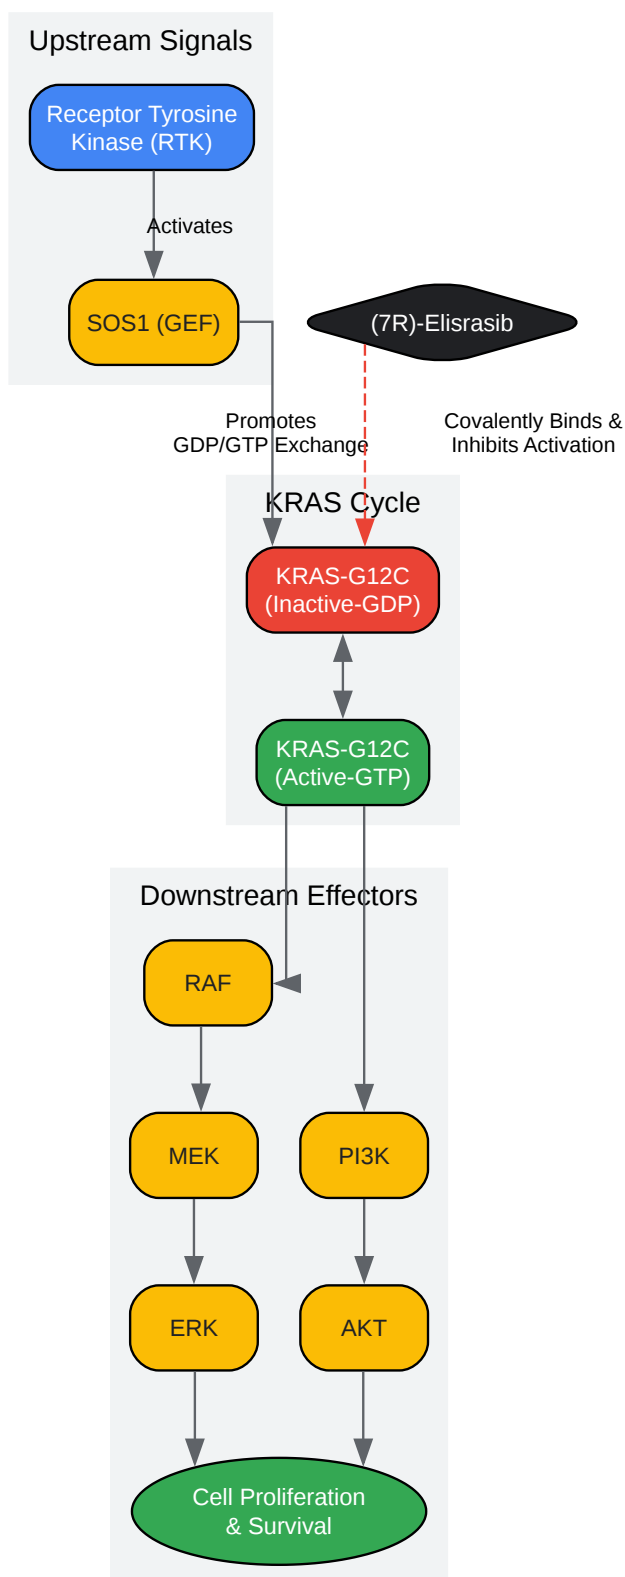 Upstream Signals
Receptor Tyrosine
Kinase (RTK)
Activates
SOS1 (GEF)
(7R)-Elisrasib
Promotes
GDP/GTP Exchange
Covalently Binds &
Inhibits Activation
KRAS Cycle
KRAS-G12C
(Inactive-GDP)
KRAS-G12C
(Active-GTP)
Downstream Effectors
RAF
MEK
PI3K
ERK
AKT
Cell Proliferation
& Survival